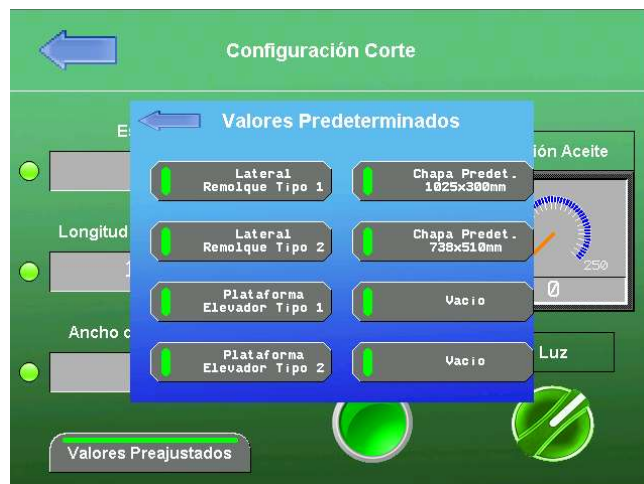 Configuración Corte
Valores Predeterminados
Lateral
Remolque Tipo 1
Chapa Predet.
1025x300mm
Lateral
Remolque Tipo 2
Chapa Predet.
738x510mm
Plataforma
Elevador Tipo 1
Vacio
Plataforma
Elevador Tipo 2
Vacio
Longitud
Ancho
Aceite
250
0
Luz
Valores Preajustados